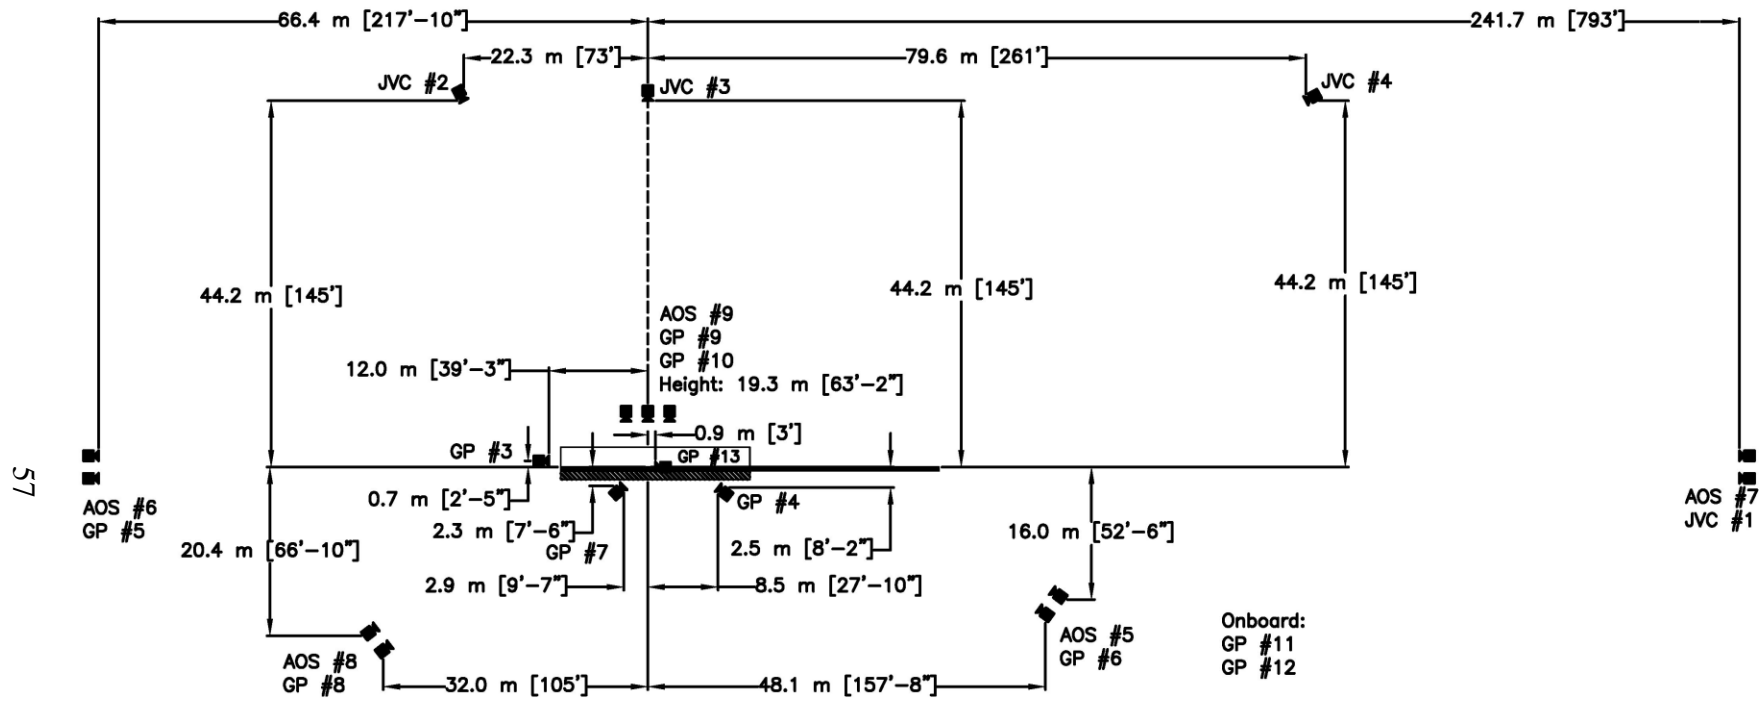 66.4 m [217'-10"]
241.7 m [793']
22.3 m [73']
79.6 m [261']
JVC #2
JVC #3
JVC #4
44.2 m [145']
44.2 m [145']
44.2 m [145']
AOS #9
GP #9
GP #10
Height: 19.3 m [63'-2"]
12.0 m [39'-3"]
0.9 m [3']
GP #3
GP #13
0.7 m [2'-5"]
GP #4
2.3 m [7'-6"]
GP #7
2.5 m [8'-2"]
16.0 m [52'-6"]
AOS #6
GP #5
AOS #7
JVC #1
20.4 m [66'-10"]
2.9 m [9'-7"]
8.5 m [27'-10"]
AOS #5
GP #6
Onboard:
GP #11
GP #12
AOS #8
GP #8
32.0 m [105']
48.1 m [157'-8"]
57